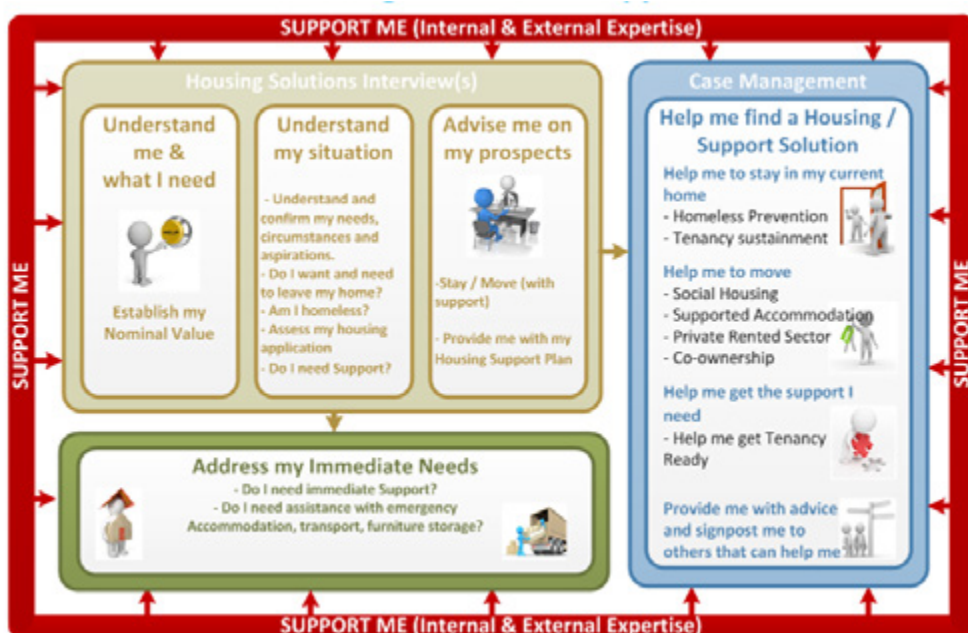 SUPPORT ME (Internal & External Expertise)
SUPPORT ME
Housing Solutions Interview(s)
Understand
me &
what I need
Establish my
Nominal Value
Understand
my situation
- Understand and
confirm my needs,
circumstances and
aspirations.
- Do I want and need
to leave my home?
- Am I homeless?
- Assess my housing
application
- Do I need Support?
Advise me on
my prospects
-Stay / Move (with
support)
- Provide me with my
Housing Support Plan
Address my Immediate Needs
- Do I need immediate Support?
- Do I need assistance with emergency
Accommodation, transport, furniture storage?
Case Management
Help me find a Housing /
Support Solution
Help me to stay in my current
home
- Homeless Prevention
- Tenancy sustainment
Help me to move
- Social Housing
- Supported Accommodation
- Private Rented Sector
- Co-ownership
Help me get the support I
need
- Help me get Tenancy
Ready
Provide me with advice
and signpost me to
others that can help me
SUPPORT ME
SUPPORT ME (Internal & External Expertise)